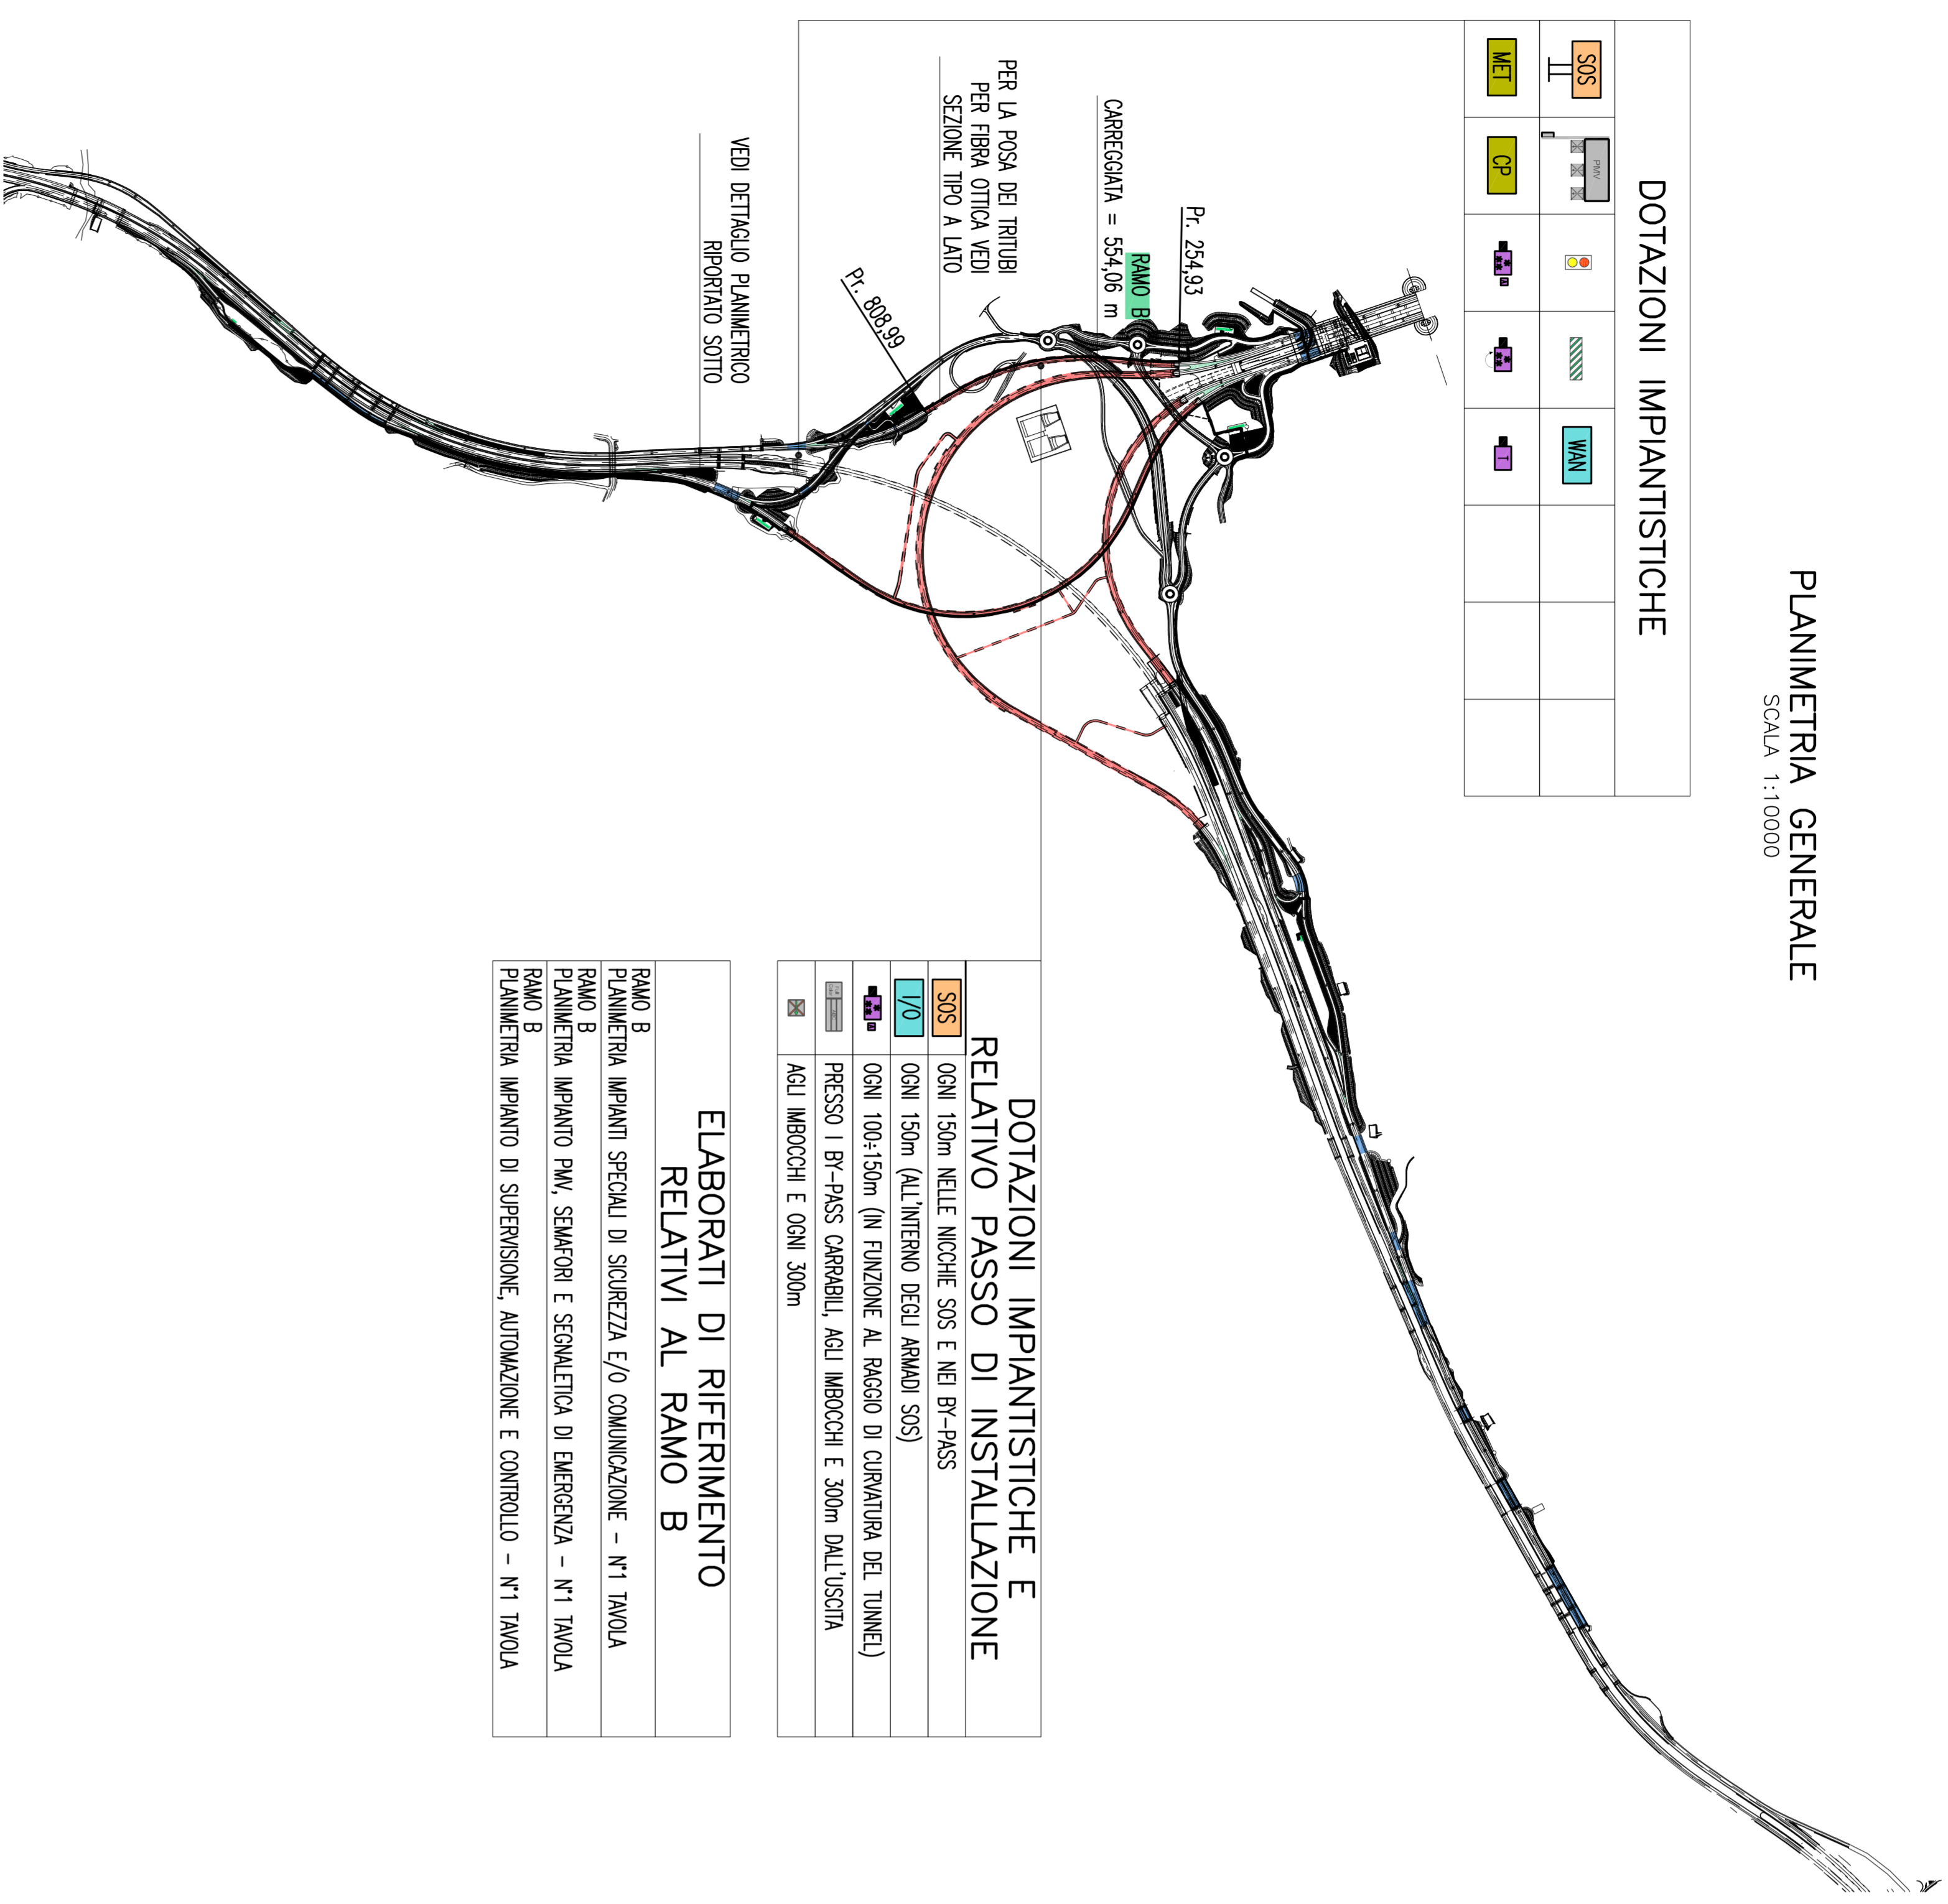 PLANIMETRIA GENERALE
SCALA 1:10000
DOTAZIONI IMPIANTISTICHE
SOS
PMV
WAN
MET
CP
T
Pr. 254,93
RAMO B
CARREGGIATA = 554,06 m
PER LA POSA DEI TRITUBI
PER FIBRA OTTICA VEDI
SEZIONE TIPO A LATO
Pr. 808,99
VEDI DETTAGLIO PLANIMETRICO
RIPORTATO SOTTO
DOTAZIONI IMPIANTISTICHE E
RELATIVO PASSO DI INSTALLAZIONE
SOS OGNI 150m NELLE NICCHIE SOS E NEI BY-PASS
I/O OGNI 150m (ALL'INTERNO DEGLI ARMADI SOS)
OGNI 100÷150m (IN FUNZIONE AL RAGGIO DI CURVATURA DEL TUNNEL)
PRESSO I BY-PASS CARRABILI, AGLI IMBOCCHI E 300m DALL'USCITA
AGLI IMBOCCHI E OGNI 300m
ELABORATI DI RIFERIMENTO
RELATIVI AL RAMO B
RAMO B
PLANIMETRIA IMPIANTI SPECIALI DI SICUREZZA E/O COMUNICAZIONE - N°1 TAVOLA
RAMO B
PLANIMETRIA IMPIANTO PMV, SEMAFORI E SEGNALETICA DI EMERGENZA - N°1 TAVOLA
RAMO B
PLANIMETRIA IMPIANTO DI SUPERVISIONE, AUTOMAZIONE E CONTROLLO - N°1 TAVOLA